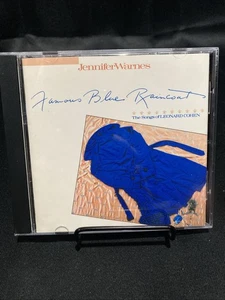 Jennifer Warnes
Famous Blue Raincoat
The Songs of LEONARD COHEN